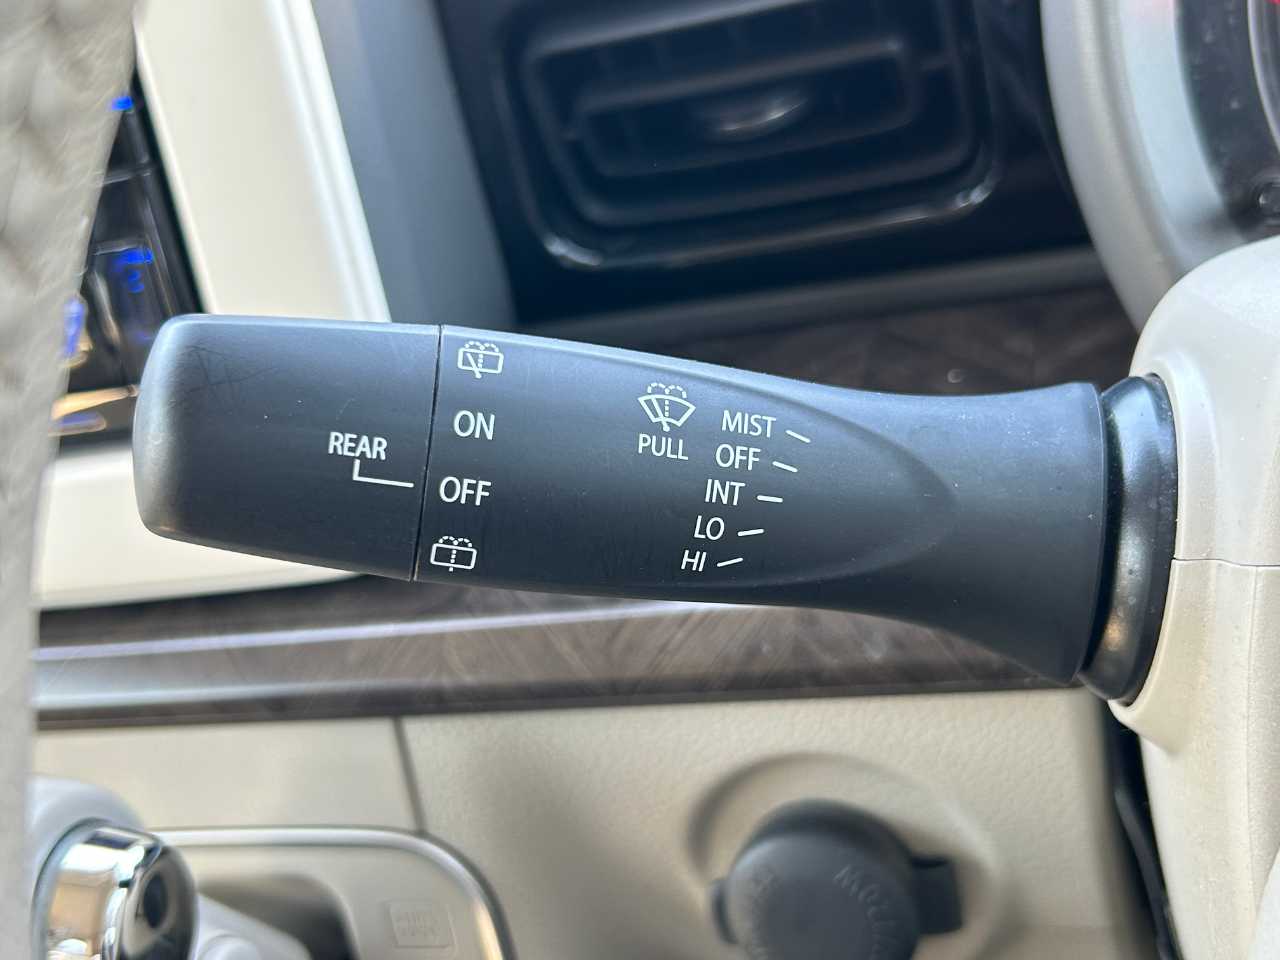 REAR
ON
OFF
PULL
MIST
OFF
INT
LO
HI